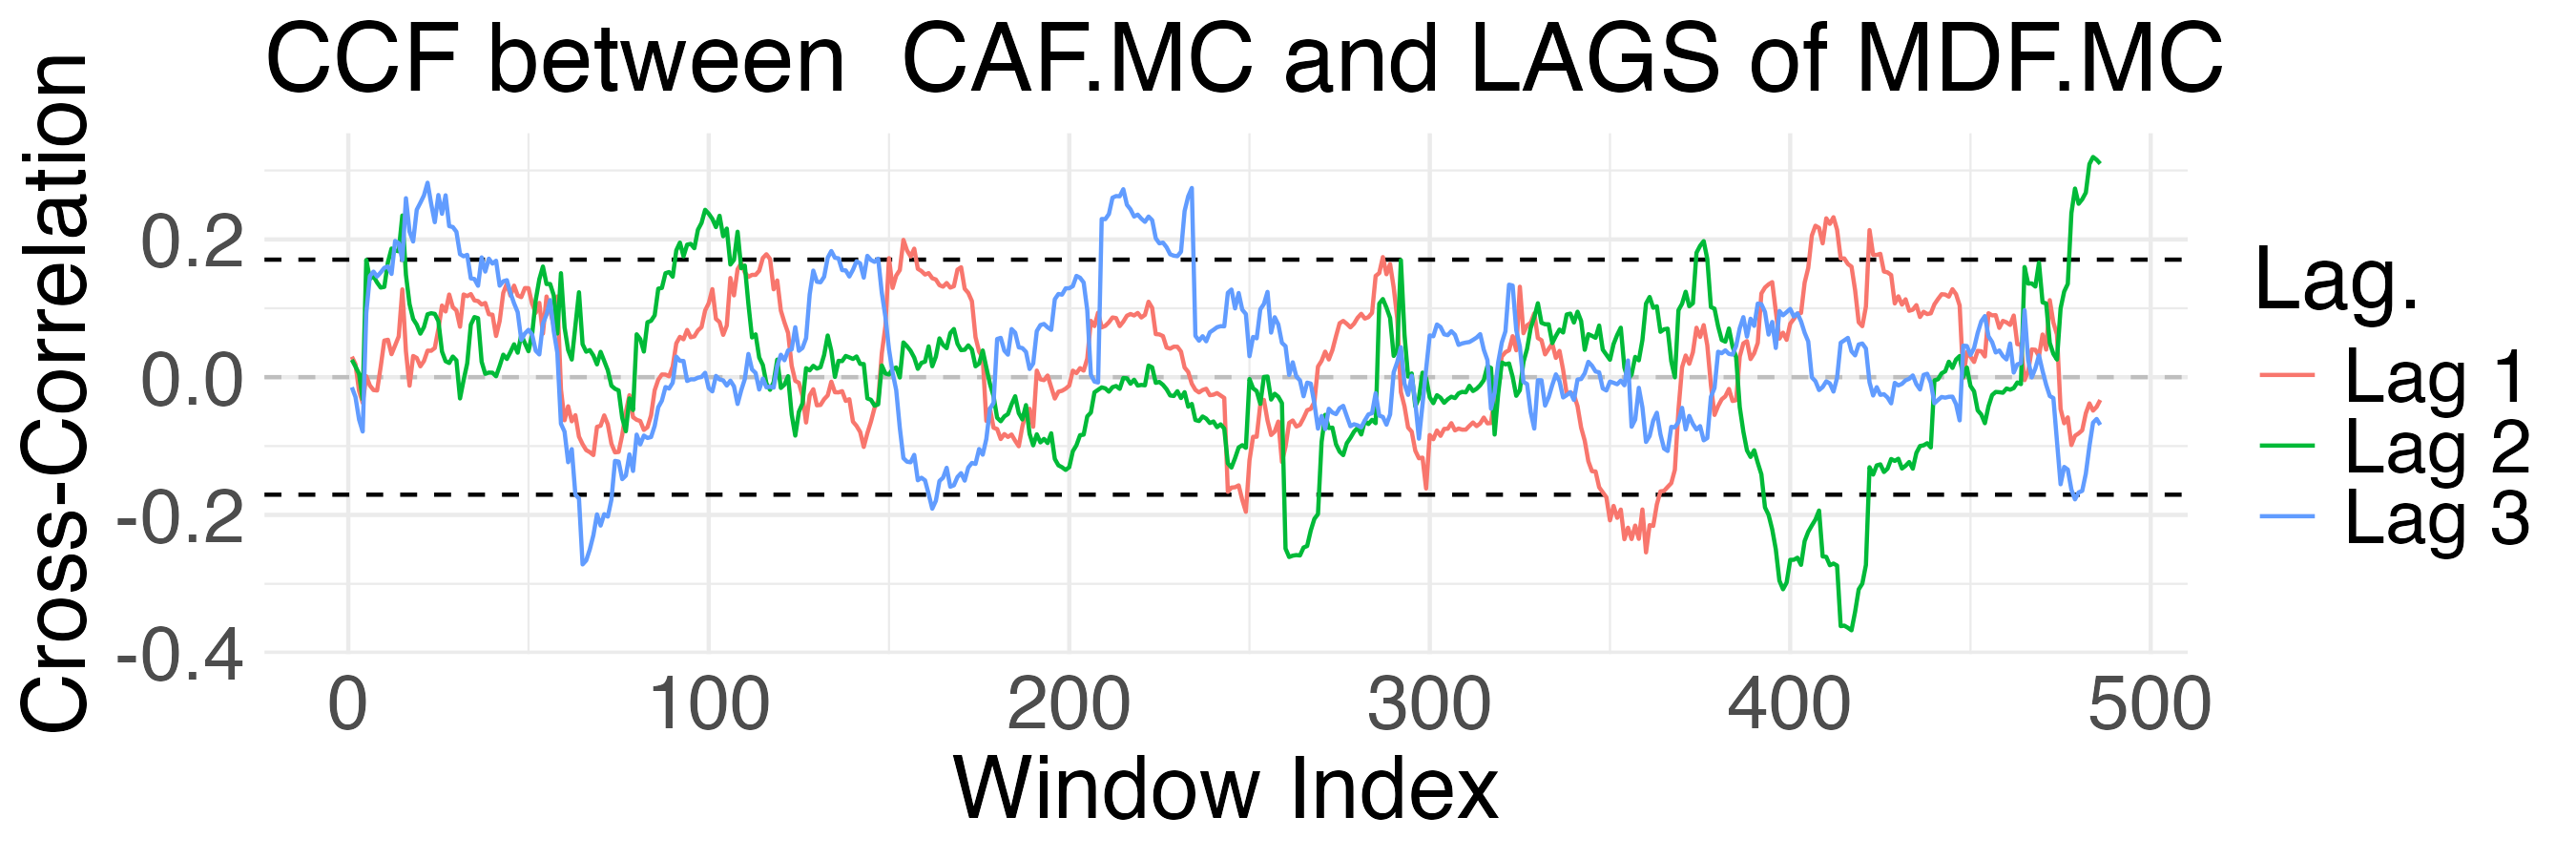 CCF between  CAF.MC and LAGS of MDF.MC
Cross-Correlation
0.2
0.0
-0.2
-0.4
0 100 200 300 400 500
Window Index
Lag.
Lag 1
Lag 2
Lag 3